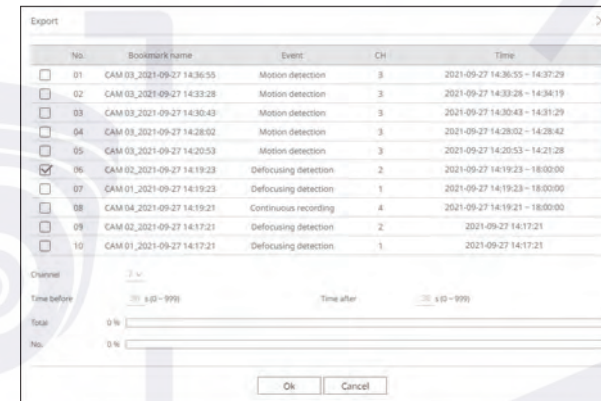 Export
No. Bookmark name Event CH Time
01 CAM 03_2021-09-27 14:36:55 Motion detection 3 2021-09-27 14:36:55 ~ 14:37:29
02 CAM 03_2021-09-27 14:33:28 Motion detection 3 2021-09-27 14:33:28 ~ 14:34:19
03 CAM 03_2021-09-27 14:30:43 Motion detection 3 2021-09-27 14:30:43 ~ 14:31:29
04 CAM 03_2021-09-27 14:28:02 Motion detection 3 2021-09-27 14:28:02 ~ 14:28:42
05 CAM 03_2021-09-27 14:20:53 Motion detection 3 2021-09-27 14:20:53 ~ 14:21:28
06 CAM 02_2021-09-27 14:19:23 Defocusing detection 2 2021-09-27 14:19:23 ~ 18:00:00
07 CAM 01_2021-09-27 14:19:23 Defocusing detection 1 2021-09-27 14:19:23 ~ 18:00:00
08 CAM 04_2021-09-27 14:19:21 Continuous recording 4 2021-09-27 14:19:21 ~ 18:00:00
09 CAM 02_2021-09-27 14:17:21 Defocusing detection 2 2021-09-27 14:17:21
10 CAM 01_2021-09-27 14:17:21 Defocusing detection 1 2021-09-27 14:17:21
Channel
Time before s (0 ~ 999) Time after s (0 ~ 999)
Total 0 %
No. 0 %
Ok Cancel